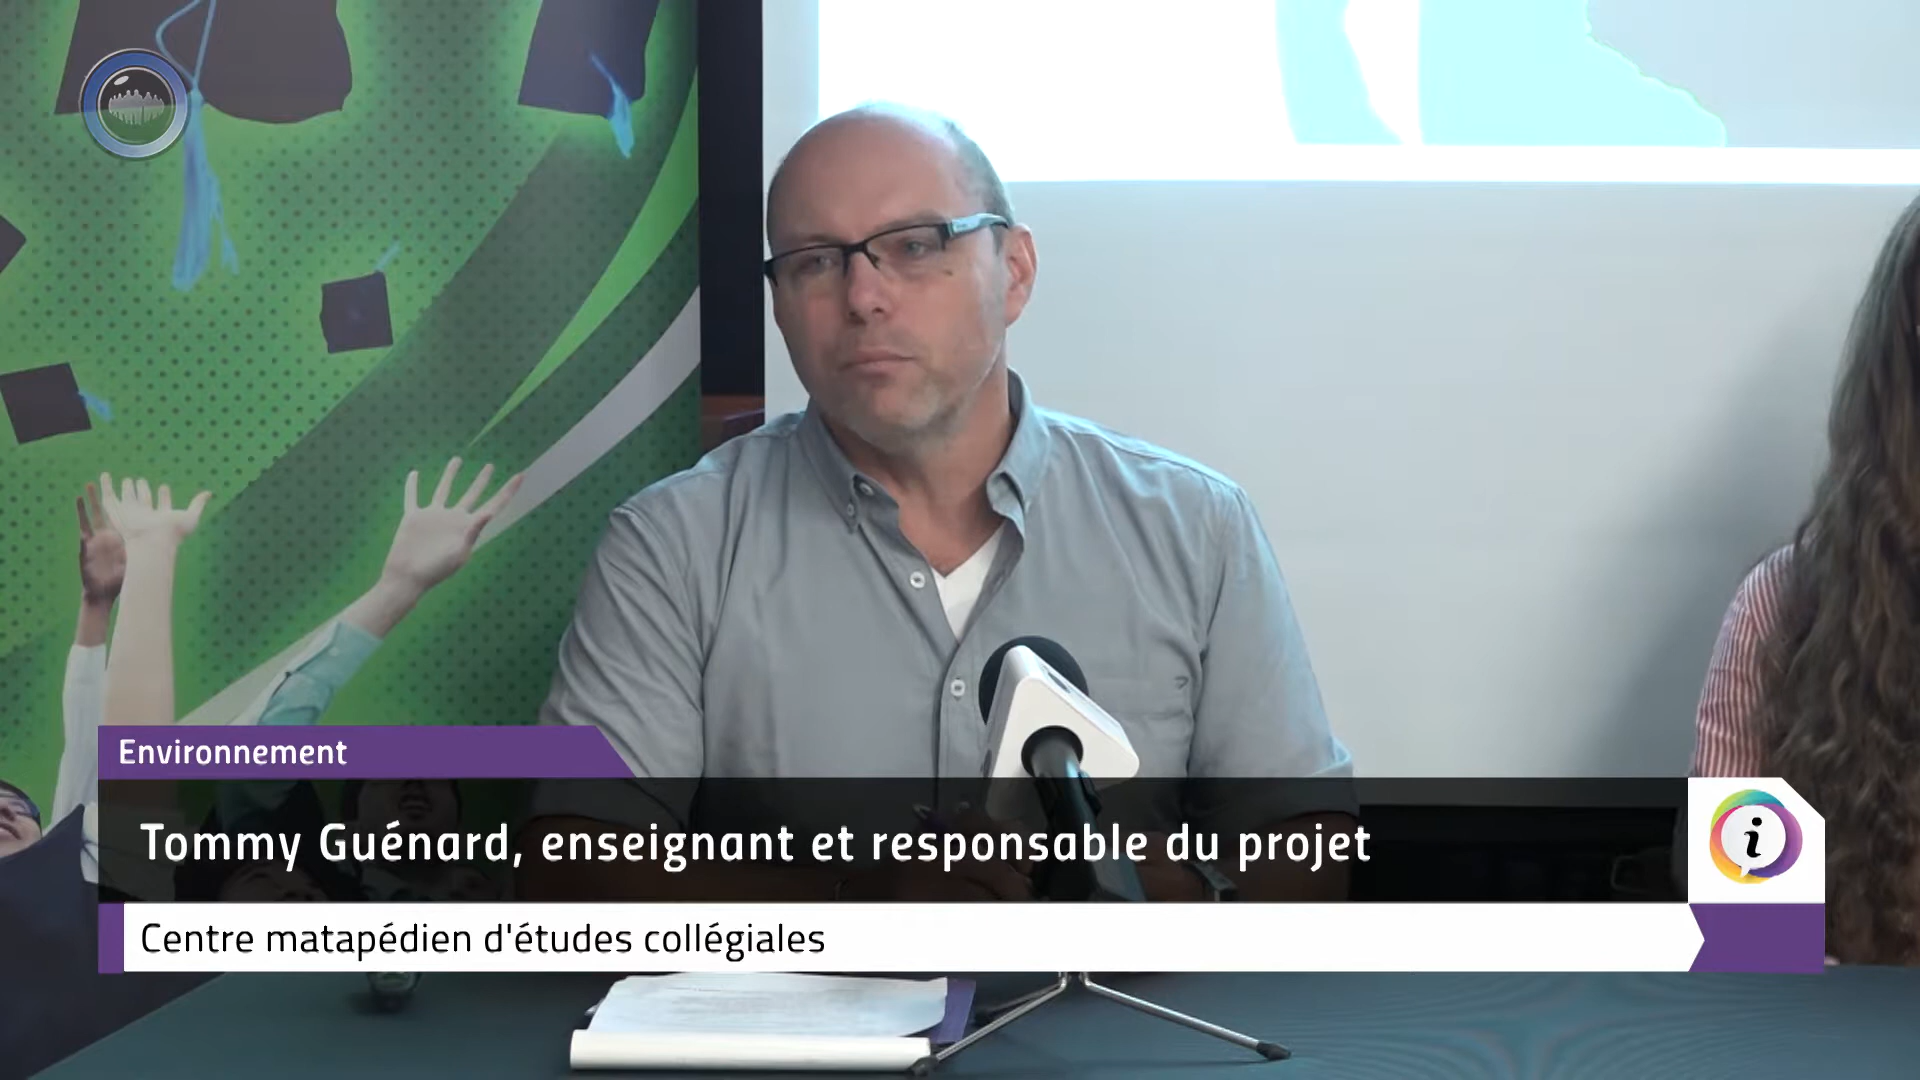 Environnement
Tommy Guénard, enseignant et responsable du projet
i
Centre matapédien d'études collégiales